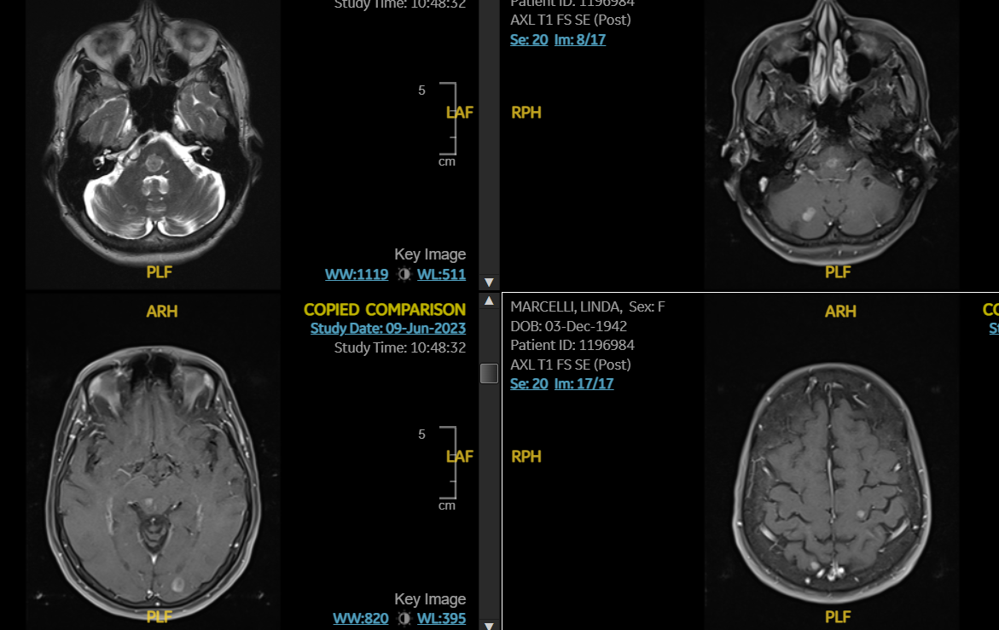 Study Time: 10:48:32
5
LAF
cm
Key Image
WW:1119 WL:511
PLF
Patient ID: 1196984
AXL T1 FS SE (Post)
Se: 20 Im: 8/17
RPH
PLF
ARH
COPIED COMPARISON
Study Date: 09-Jun-2023
Study Time: 10:48:32
5
LAF
cm
Key Image
WW:820 WL:395
PLF
MARCELLI, LINDA, Sex: F
DOB: 03-Dec-1942
Patient ID: 1196984
AXL T1 FS SE (Post)
Se: 20 Im: 17/17
ARH
RPH
PLF